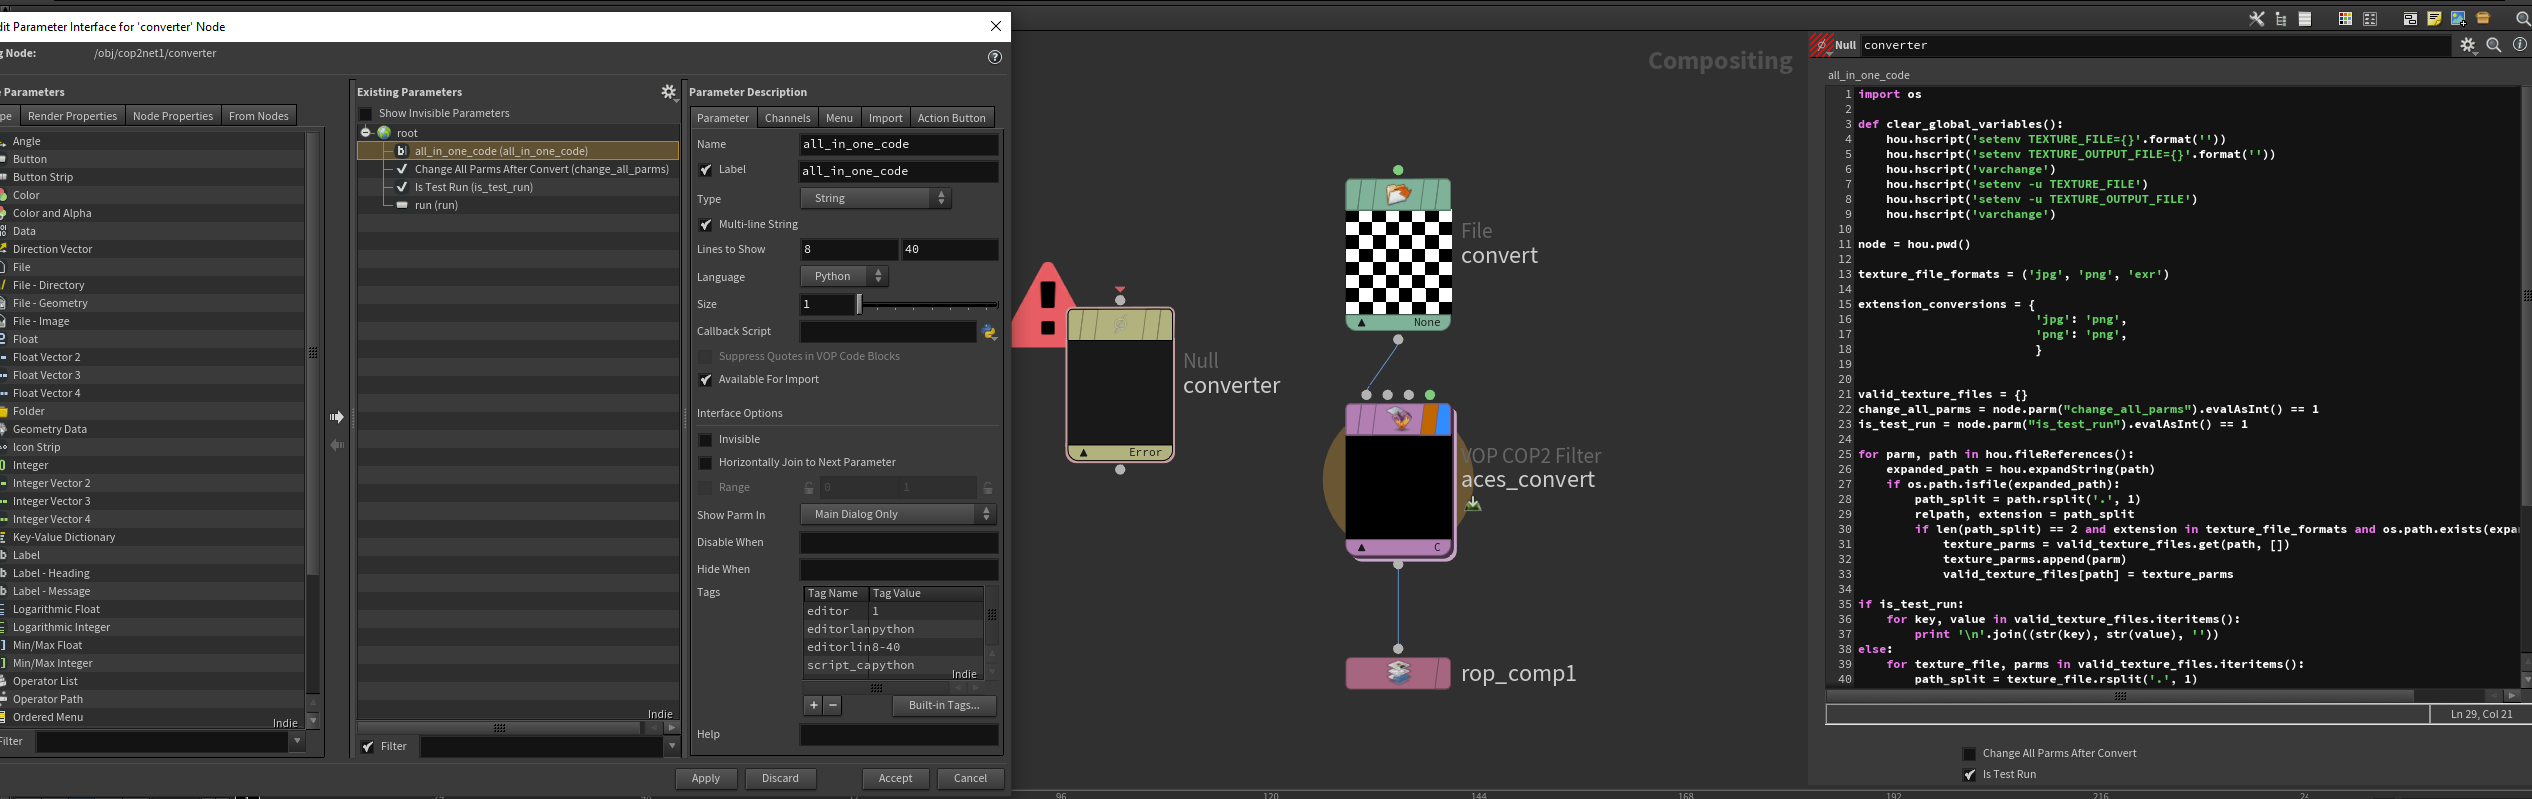 dit Parameter Interface for 'converter' Node
g Node: /obj/cop2net1/converter
e Parameters
pe Render Properties Node Properties From Nodes
Angle
Button
Button Strip
Color
Color and Alpha
Data
Direction Vector
File
File - Directory
File - Geometry
File - Image
Float
Float Vector 2
Float Vector 3
Float Vector 4
Folder
Geometry Data
Icon Strip
Integer
Integer Vector 2
Integer Vector 3
Integer Vector 4
Key-Value Dictionary
Label
Label - Heading
Label - Message
Logarithmic Float
Logarithmic Integer
Min/Max Float
Min/Max Integer
Operator List
Operator Path
Ordered Menu
Indie
Filter
Existing Parameters
Show Invisible Parameters
root
all_in_one_code (all_in_one_code)
Change All Parms After Convert (change_all_parms)
Is Test Run (is_test_run)
run (run)
Indie
Filter
Parameter Description
Parameter Channels Menu Import Action Button
Name all_in_one_code
Label all_in_one_code
Type String
Multi-line String
Lines to Show 8 40
Language Python
Size 1
Callback Script
Suppress Quotes in VOP Code Blocks
Available For Import
Interface Options
Invisible
Horizontally Join to Next Parameter
Range 0 1
Show Parm In Main Dialog Only
Disable When
Hide When
Tags
Tag Name Tag Value
editor 1
editorlan python
editorlin 8-40
script_ca python
Indie
+ − Built-in Tags...
Help
Apply Discard Accept Cancel
Compositing
Null
converter
Error
File
convert
None
VOP COP2 Filter
aces_convert
C
rop_comp1
96 120 144 168 192 216
Null converter
all_in_one_code
1 import os
2
3 def clear_global_variables():
4 hou.hscript('setenv TEXTURE_FILE={}'.format(''))
5 hou.hscript('setenv TEXTURE_OUTPUT_FILE={}'.format(''))
6 hou.hscript('varchange')
7 hou.hscript('setenv -u TEXTURE_FILE')
8 hou.hscript('setenv -u TEXTURE_OUTPUT_FILE')
9 hou.hscript('varchange')
10
11 node = hou.pwd()
12
13 texture_file_formats = ('jpg', 'png', 'exr')
14
15 extension_conversions = {
16 'jpg': 'png',
17 'png': 'png',
18 }
19
20
21 valid_texture_files = {}
22 change_all_parms = node.parm("change_all_parms").evalAsInt() == 1
23 is_test_run = node.parm("is_test_run").evalAsInt() == 1
24
25 for parm, path in hou.fileReferences():
26 expanded_path = hou.expandString(path)
27 if os.path.isfile(expanded_path):
28 path_split = path.rsplit('.', 1)
29 relpath, extension = path_split
30 if len(path_split) == 2 and extension in texture_file_formats and os.path.exists(expa
31 texture_parms = valid_texture_files.get(path, [])
32 texture_parms.append(parm)
33 valid_texture_files[path] = texture_parms
34
35 if is_test_run:
36 for key, value in valid_texture_files.iteritems():
37 print '\n'.join((str(key), str(value), ''))
38 else:
39 for texture_file, parms in valid_texture_files.iteritems():
40 path_split = texture_file.rsplit('.', 1)
Ln 29, Col 21
Change All Parms After Convert
Is Test Run